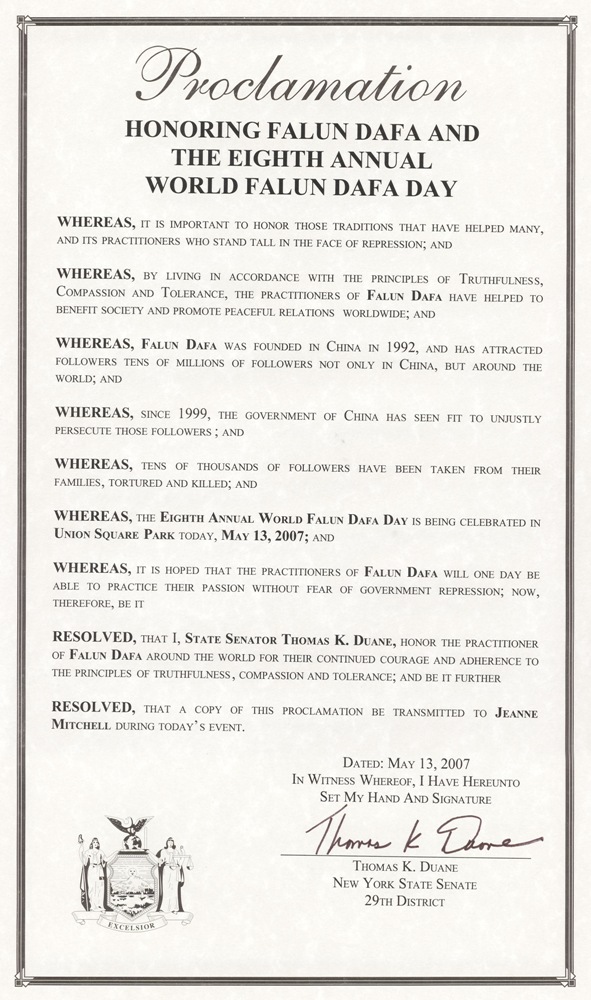 Proclamation
HONORING FALUN DAFA AND
THE EIGHTH ANNUAL
WORLD FALUN DAFA DAY
WHEREAS, IT IS IMPORTANT TO HONOR THOSE TRADITIONS THAT HAVE HELPED MANY,
AND ITS PRACTITIONERS WHO STAND TALL IN THE FACE OF REPRESSION; AND
WHEREAS, BY LIVING IN ACCORDANCE WITH THE PRINCIPLES OF TRUTHFULNESS,
COMPASSION AND TOLERANCE, THE PRACTITIONERS OF FALUN DAFA HAVE HELPED TO
BENEFIT SOCIETY AND PROMOTE PEACEFUL RELATIONS WORLDWIDE; AND
WHEREAS, FALUN DAFA WAS FOUNDED IN CHINA IN 1992, AND HAS ATTRACTED
FOLLOWERS TENS OF MILLIONS OF FOLLOWERS NOT ONLY IN CHINA, BUT AROUND THE
WORLD; AND
WHEREAS, SINCE 1999, THE GOVERNMENT OF CHINA HAS SEEN FIT TO UNJUSTLY
PERSECUTE THOSE FOLLOWERS ; AND
WHEREAS, TENS OF THOUSANDS OF FOLLOWERS HAVE BEEN TAKEN FROM THEIR
FAMILIES, TORTURED AND KILLED; AND
WHEREAS, THE EIGHTH ANNUAL WORLD FALUN DAFA DAY IS BEING CELEBRATED IN
UNION SQUARE PARK TODAY, MAY 13, 2007; AND
WHEREAS, IT IS HOPED THAT THE PRACTITIONERS OF FALUN DAFA WILL ONE DAY BE
ABLE TO PRACTICE THEIR PASSION WITHOUT FEAR OF GOVERNMENT REPRESSION; NOW,
THEREFORE, BE IT
RESOLVED, THAT I, STATE SENATOR THOMAS K. DUANE, HONOR THE PRACTITIONER
OF FALUN DAFA AROUND THE WORLD FOR THEIR CONTINUED COURAGE AND ADHERENCE TO
THE PRINCIPLES OF TRUTHFULNESS, COMPASSION AND TOLERANCE; AND BE IT FURTHER
RESOLVED, THAT A COPY OF THIS PROCLAMATION BE TRANSMITTED TO JEANNE
MITCHELL DURING TODAY'S EVENT.
DATED: MAY 13, 2007
IN WITNESS WHEREOF, I HAVE HEREUNTO
SET MY HAND AND SIGNATURE
Thomas K Duane
THOMAS K. DUANE
NEW YORK STATE SENATE
29TH DISTRICT
EXCELSIOR